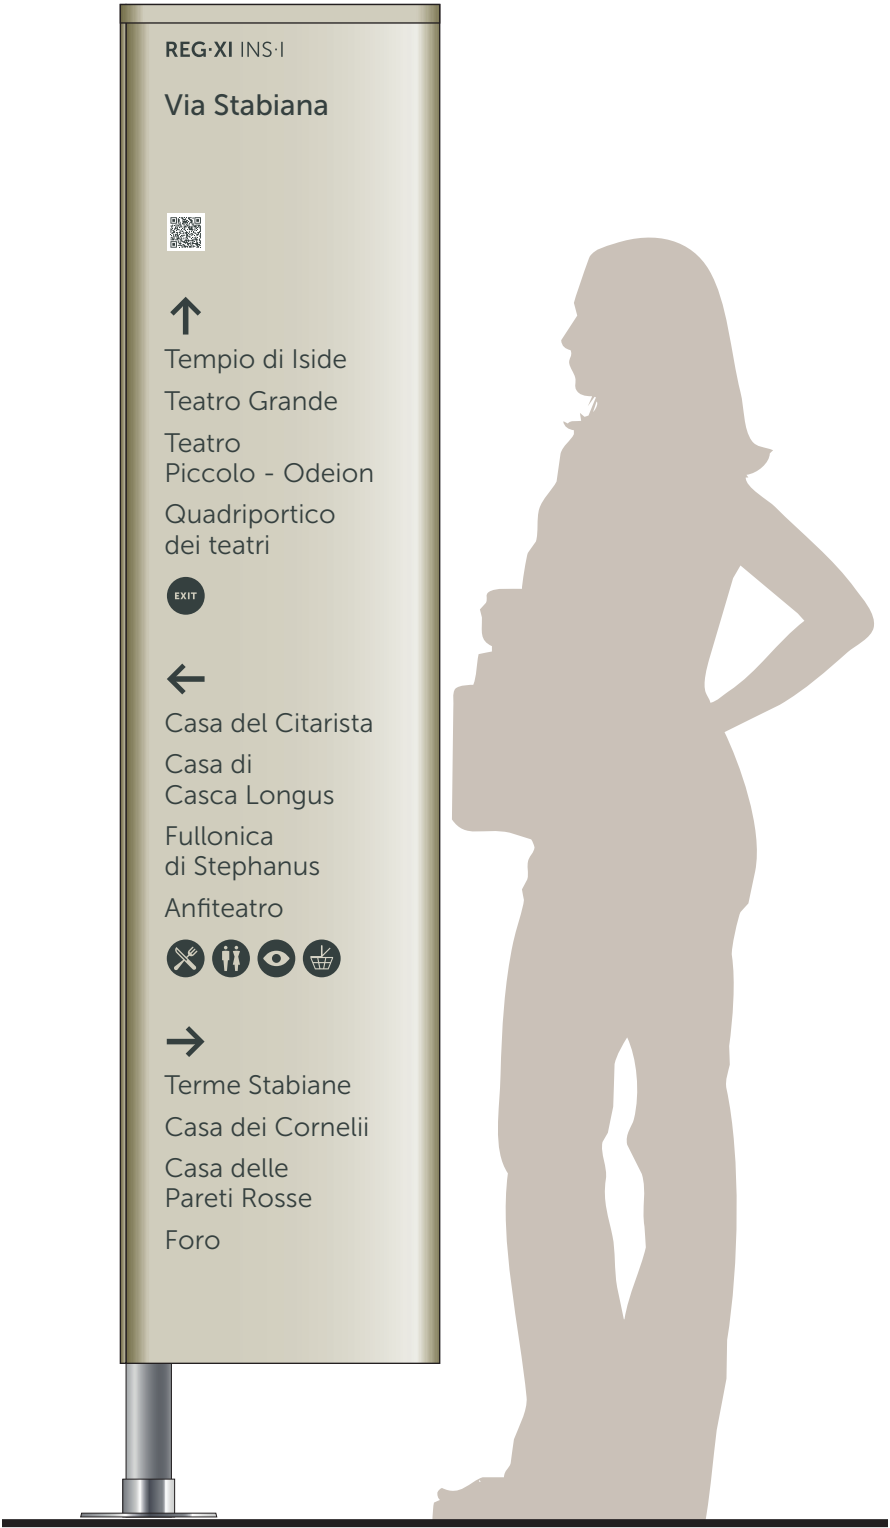 REG·XI INS·I
Via Stabiana
Tempio di Iside
Teatro Grande
Teatro
Piccolo - Odeion
Quadriportico
dei teatri
EXIT
Casa del Citarista
Casa di
Casca Longus
Fullonica
di Stephanus
Anfiteatro
Terme Stabiane
Casa dei Cornelii
Casa delle
Pareti Rosse
Foro